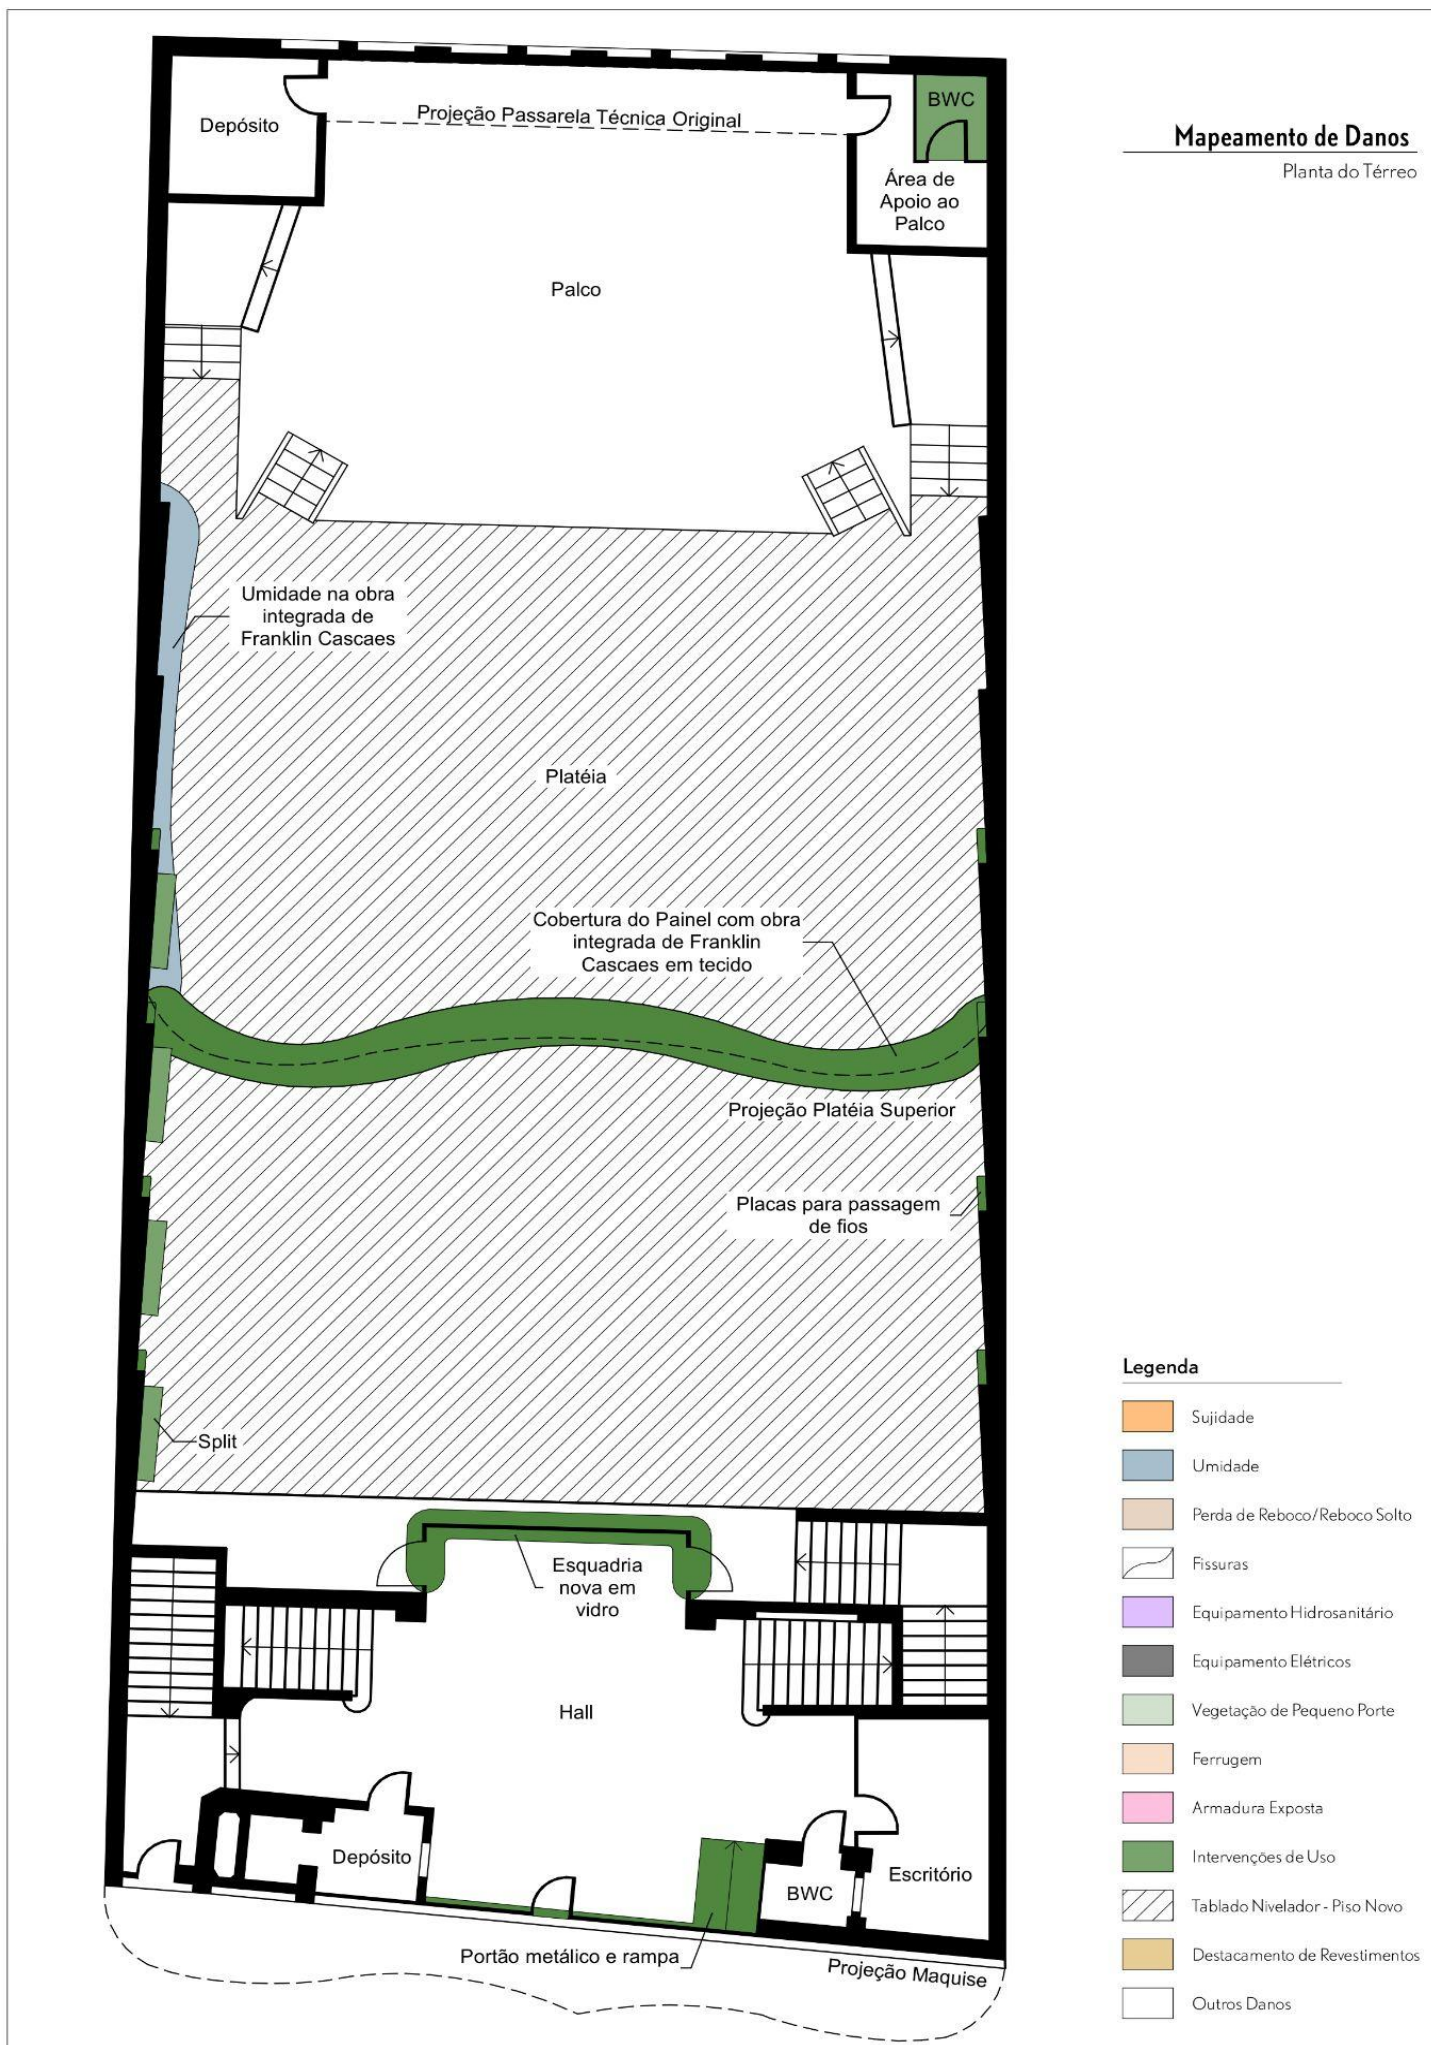 Mapeamento de Danos
Planta do Térreo
Depósito
Projeção Passarela Técnica Original
BWC
Área de
Apoio ao
Palco
Palco
Umidade na obra
integrada de
Franklin Cascaes
Platéia
Cobertura do Painel com obra
integrada de Franklin
Cascaes em tecido
Projeção Platéia Superior
Placas para passagem
de fios
Split
Esquadria
nova em
vidro
Hall
Depósito
BWC
Escritório
Portão metálico e rampa
Projeção Maquise
Legenda
Sujidade
Umidade
Perda de Reboco/Reboco Solto
Fissuras
Equipamento Hidrosanitário
Equipamento Elétricos
Vegetação de Pequeno Porte
Ferrugem
Armadura Exposta
Intervenções de Uso
Tablado Nivelador - Piso Novo
Destacamento de Revestimentos
Outros Danos